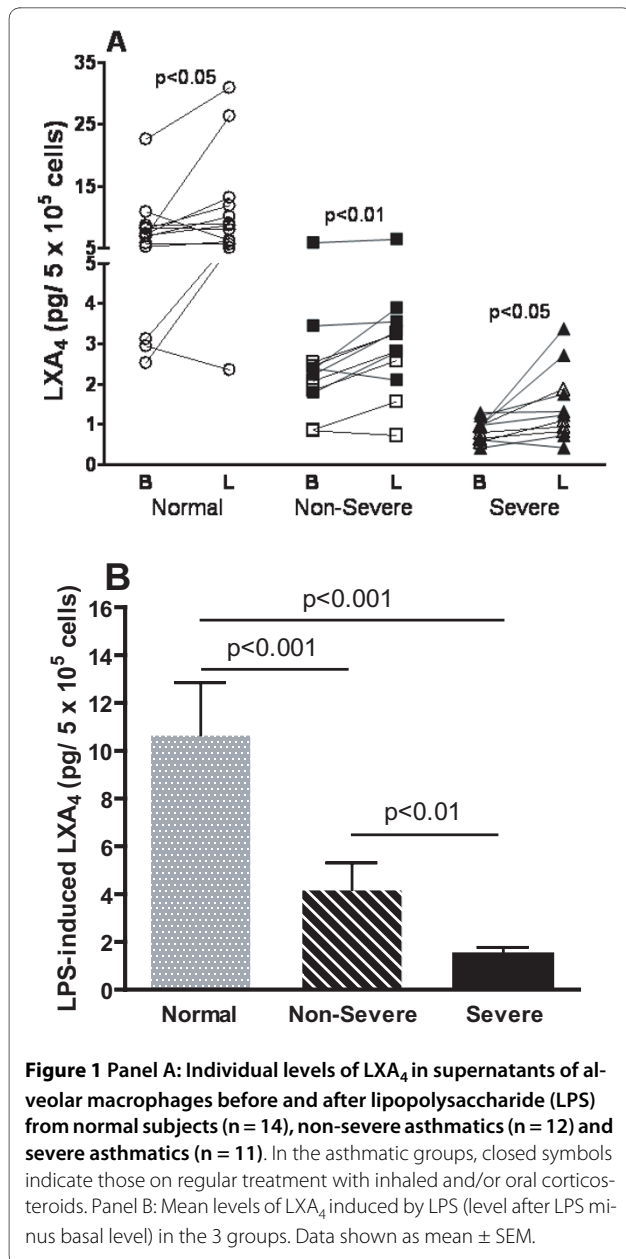 A
35
25
15
5
5
4
3
2
1
0
LXA₄ (pg/ 5 x 10⁵ cells)
p<0.05
p<0.01
p<0.05
B L B L B L
Normal Non-Severe Severe
B
16
14
12
10
8
6
4
2
0
LPS-induced LXA₄ (pg/ 5 x 10⁵ cells)
p<0.001
p<0.001
p<0.01
Normal Non-Severe Severe
Figure 1 Panel A: Individual levels of LXA₄ in supernatants of al-
veolar macrophages before and after lipopolysaccharide (LPS)
from normal subjects (n = 14), non-severe asthmatics (n = 12) and
severe asthmatics (n = 11). In the asthmatic groups, closed symbols
indicate those on regular treatment with inhaled and/or oral corticos-
teroids. Panel B: Mean levels of LXA₄ induced by LPS (level after LPS mi-
nus basal level) in the 3 groups. Data shown as mean ± SEM.